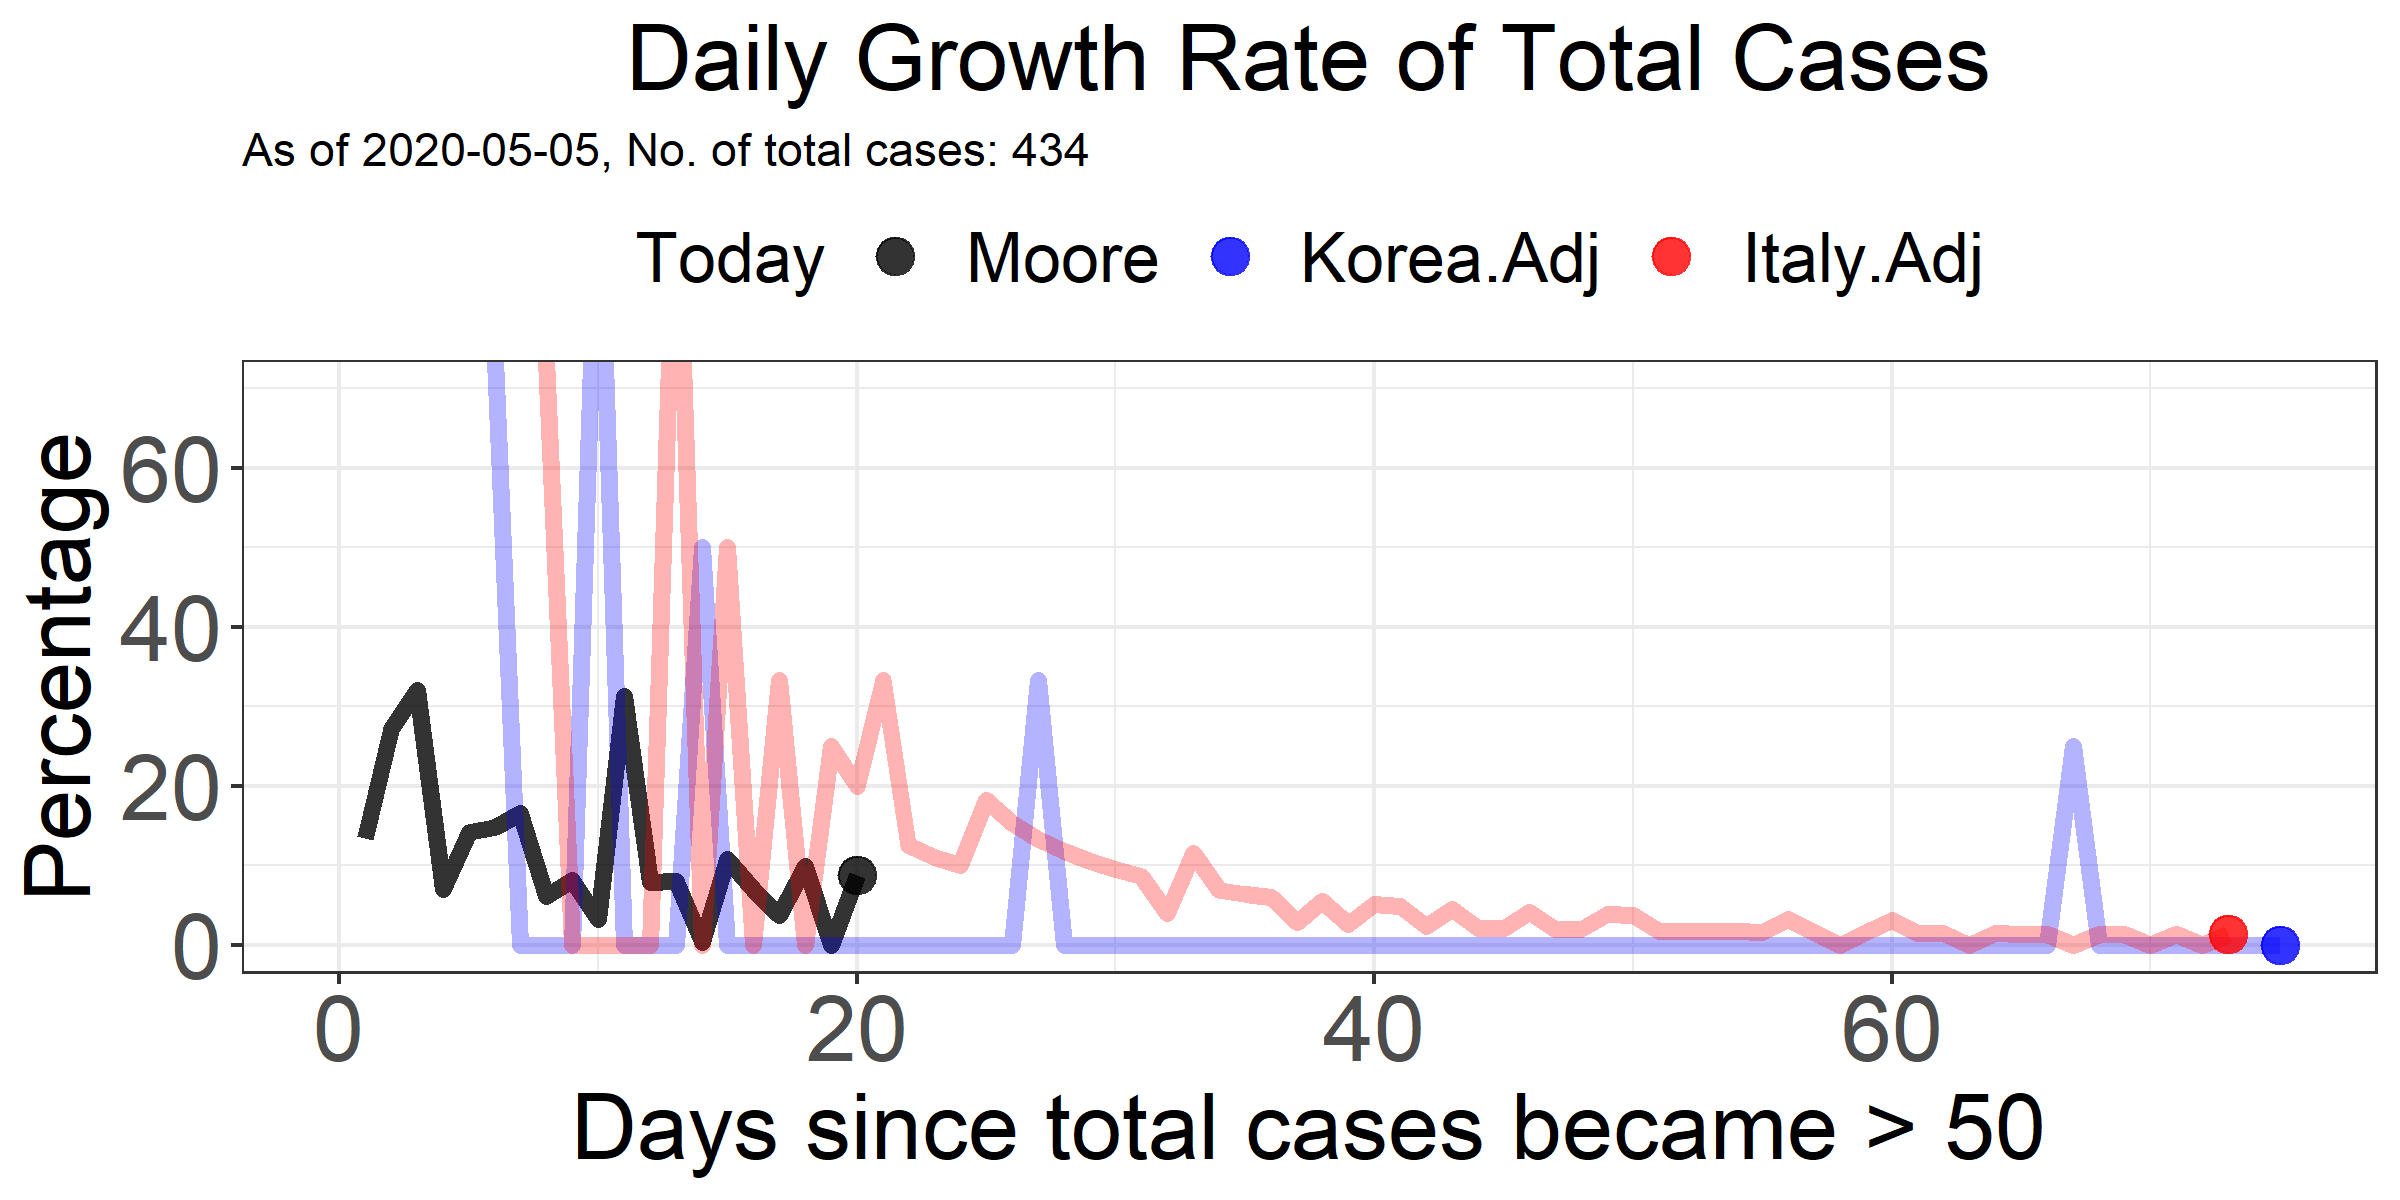 Daily Growth Rate of Total Cases
As of 2020-05-05, No. of total cases: 434
Today Moore Korea.Adj Italy.Adj
Percentage
60
40
20
0
0 20 40 60
Days since total cases became > 50